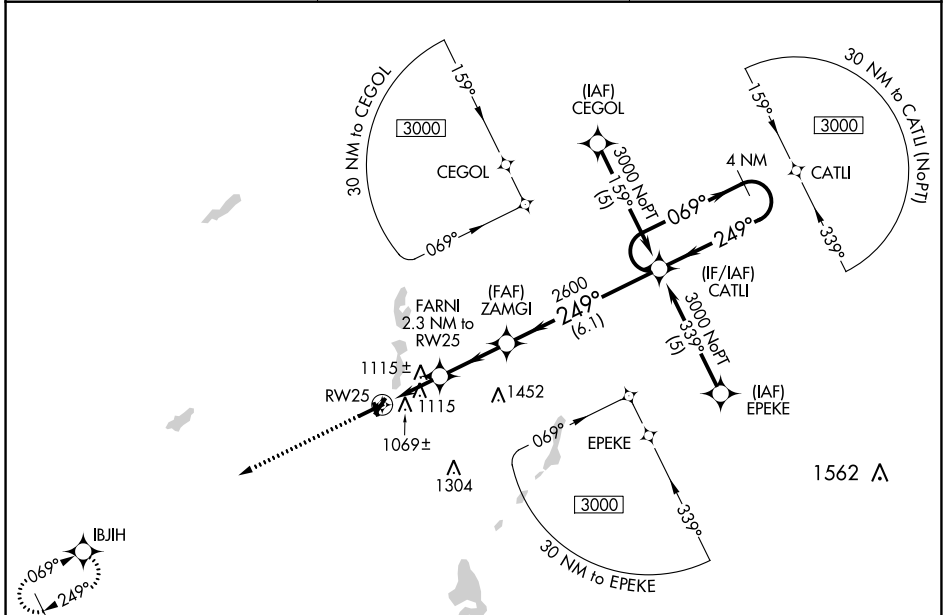 30 NM to CEGOL
159°
3000
CEGOL
069°
(IAF)
CEGOL
3000 NoPT
159°
(5)
4 NM
069°
249°
30 NM to CATLI (NoPT)
159°
3000
CATLI
339°
(IF/IAF)
CATLI
2600
249°
(6.1)
(FAF)
ZAMGI
FARNI
2.3 NM to
RW25
3000 NoPT
339°
(5)
(IAF)
EPEKE
1115 ±
RW25
1115
1452
1069 ±
1304
069°
EPEKE
3000
339°
30 NM to EPEKE
1562
IBJIH
069°
249°